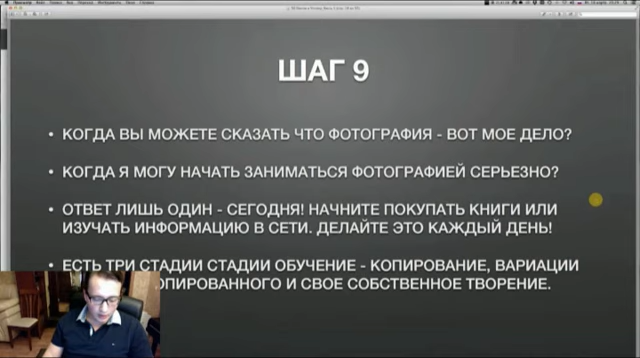 ШАГ 9
• КОГДА ВЫ МОЖЕТЕ СКАЗАТЬ ЧТО ФОТОГРАФИЯ - ВОТ МОЕ ДЕЛО?
• КОГДА Я МОГУ НАЧАТЬ ЗАНИМАТЬСЯ ФОТОГРАФИЕЙ СЕРЬЕЗНО?
• ОТВЕТ ЛИШЬ ОДИН - СЕГОДНЯ! НАЧНИТЕ ПОКУПАТЬ КНИГИ ИЛИ
ИЗУЧАТЬ ИНФОРМАЦИЮ В СЕТИ. ДЕЛАЙТЕ ЭТО КАЖДЫЙ ДЕНЬ!
• ЕСТЬ ТРИ СТАДИИ СТАДИИ ОБУЧЕНИЕ - КОПИРОВАНИЕ, ВАРИАЦИИ
ОПИРОВАННОГО И СВОЕ СОБСТВЕННОЕ ТВОРЕНИЕ.